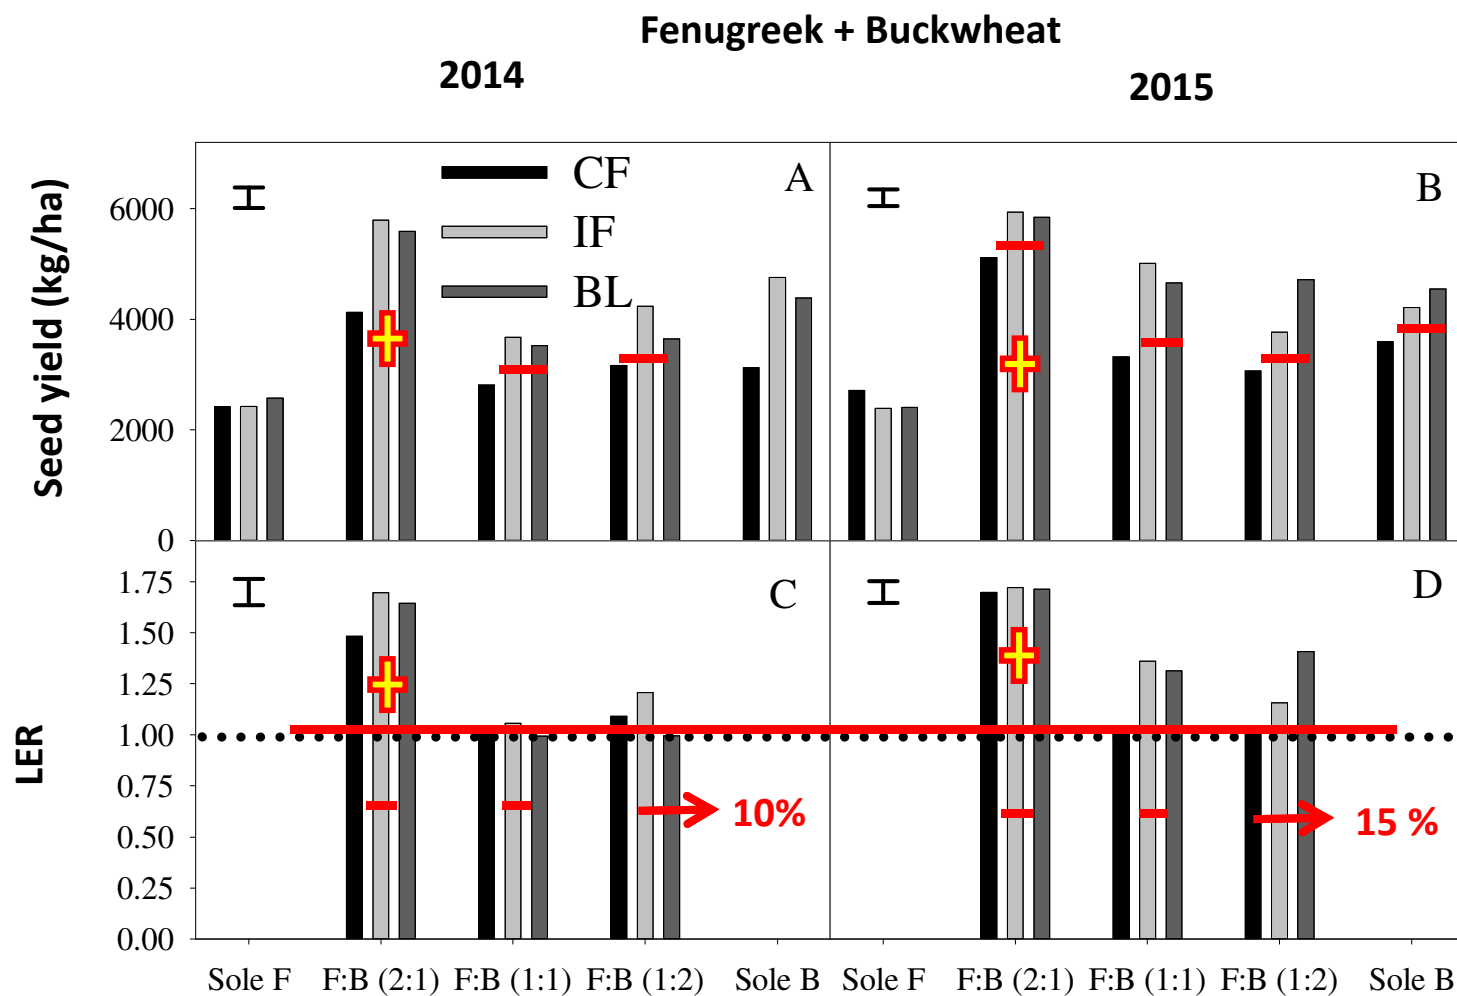 Fenugreek + Buckwheat
2014
2015
Seed yield (kg/ha)
6000
4000
2000
0
CF
IF
BL
A
B
LER
1.75
1.50
1.25
1.00
0.75
0.50
0.25
0.00
C
D
10%
15 %
Sole F F:B (2:1) F:B (1:1) F:B (1:2) Sole B Sole F F:B (2:1) F:B (1:1) F:B (1:2) Sole B